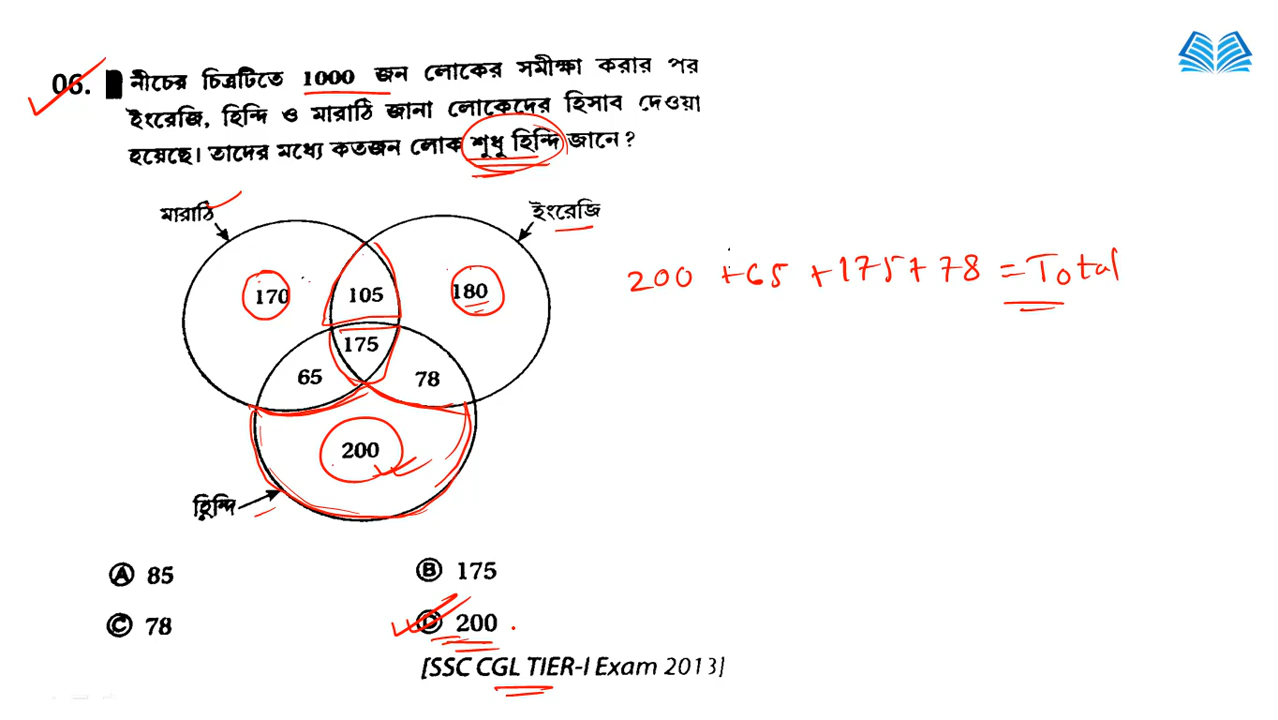 06. নীচের চিত্রটিতে 1000 জন লোকের সমীক্ষা করার পর
ইংরেজি, হিন্দি ও মারাঠি জানা লোকেদের হিসাব দেওয়া
হয়েছে। তাদের মধ্যে কতজন লোক শুধু হিন্দি জানে?
মারাঠি
ইংরেজি
170
105
180
200 + 65 + 175 + 78 = Total
175
65
78
200
হিন্দি
Ⓐ 85
Ⓑ 175
Ⓒ 78
Ⓓ 200
[SSC CGL TIER-I Exam 2013]